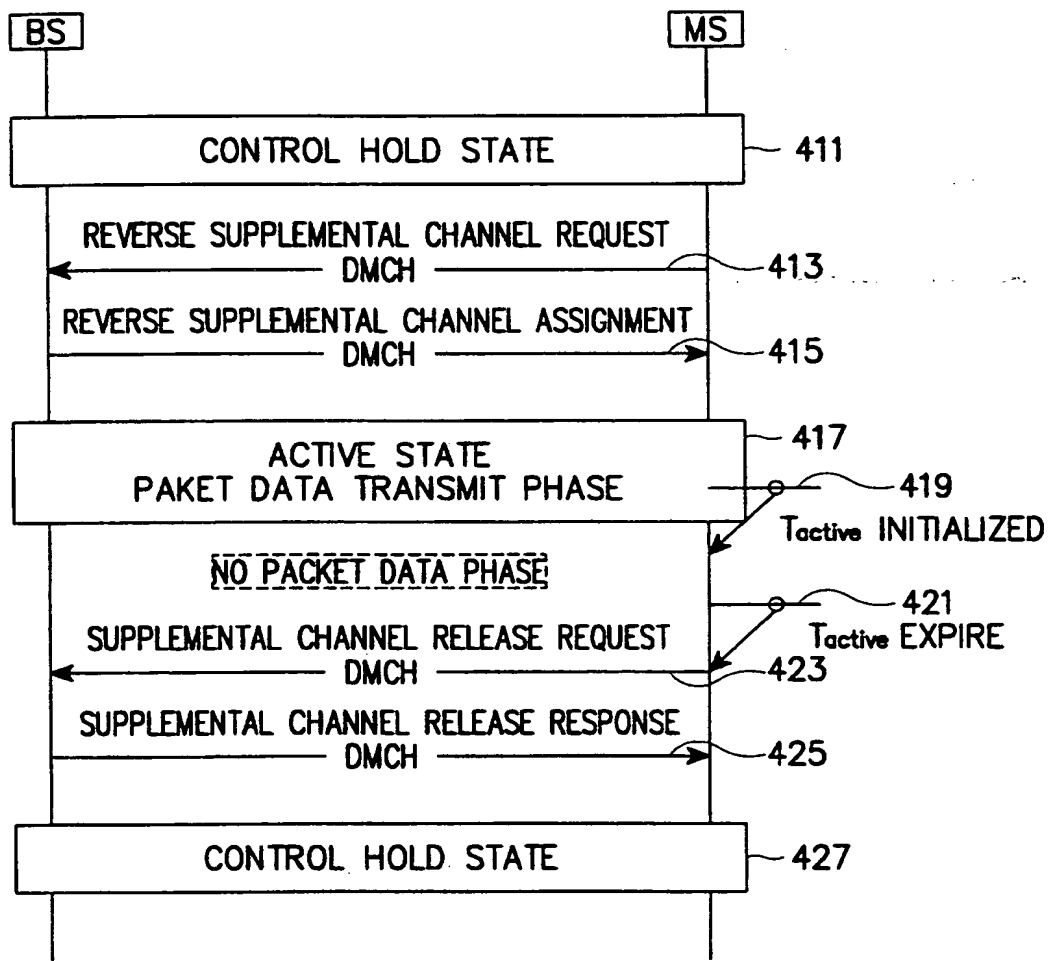 BS
MS
CONTROL HOLD STATE
411
REVERSE SUPPLEMENTAL CHANNEL REQUEST
DMCH
413
REVERSE SUPPLEMENTAL CHANNEL ASSIGNMENT
DMCH
415
ACTIVE STATE
PAKET DATA TRANSMIT PHASE
417
419
Tactive INITIALIZED
NO PACKET DATA PHASE
421
Tactive EXPIRE
SUPPLEMENTAL CHANNEL RELEASE REQUEST
DMCH
423
SUPPLEMENTAL CHANNEL RELEASE RESPONSE
DMCH
425
CONTROL HOLD STATE
427